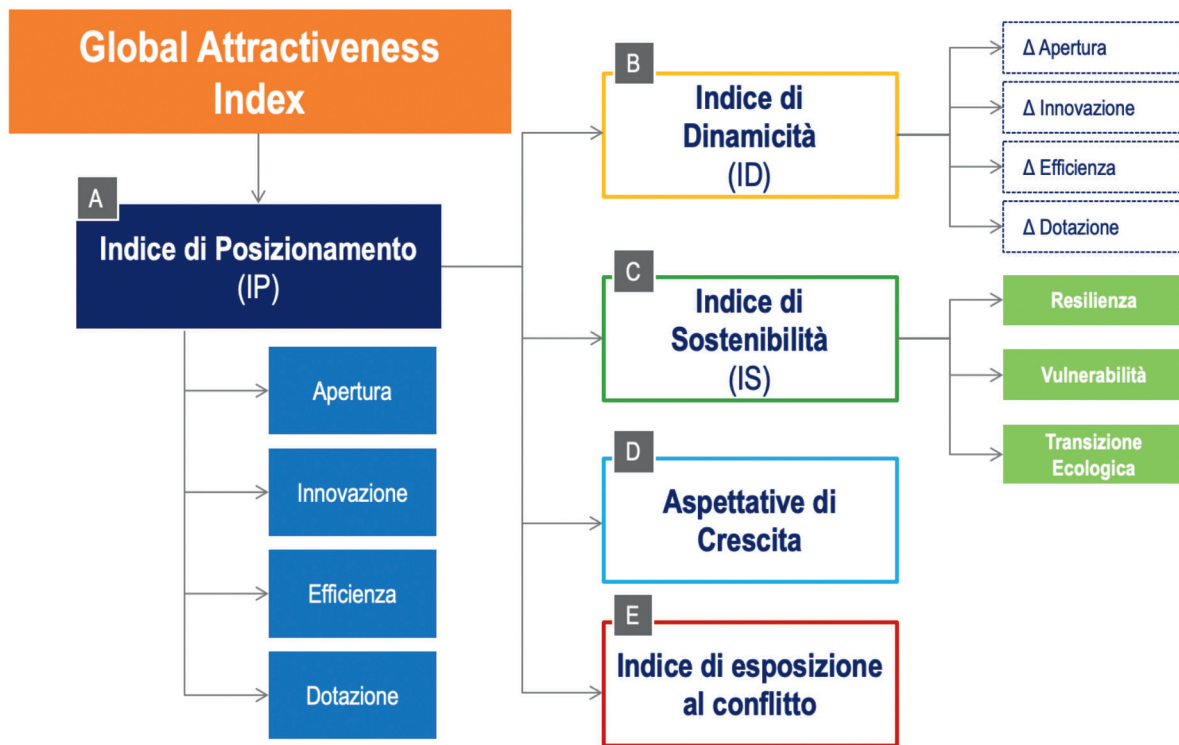 Global Attractiveness
Index
A
Indice di Posizionamento
(IP)
Apertura
Innovazione
Efficienza
Dotazione
B
Indice di
Dinamicità
(ID)
Δ Apertura
Δ Innovazione
Δ Efficienza
Δ Dotazione
C
Indice di
Sostenibilità
(IS)
Resilienza
Vulnerabilità
Transizione
Ecologica
D
Aspettative di
Crescita
E
Indice di esposizione
al conflitto